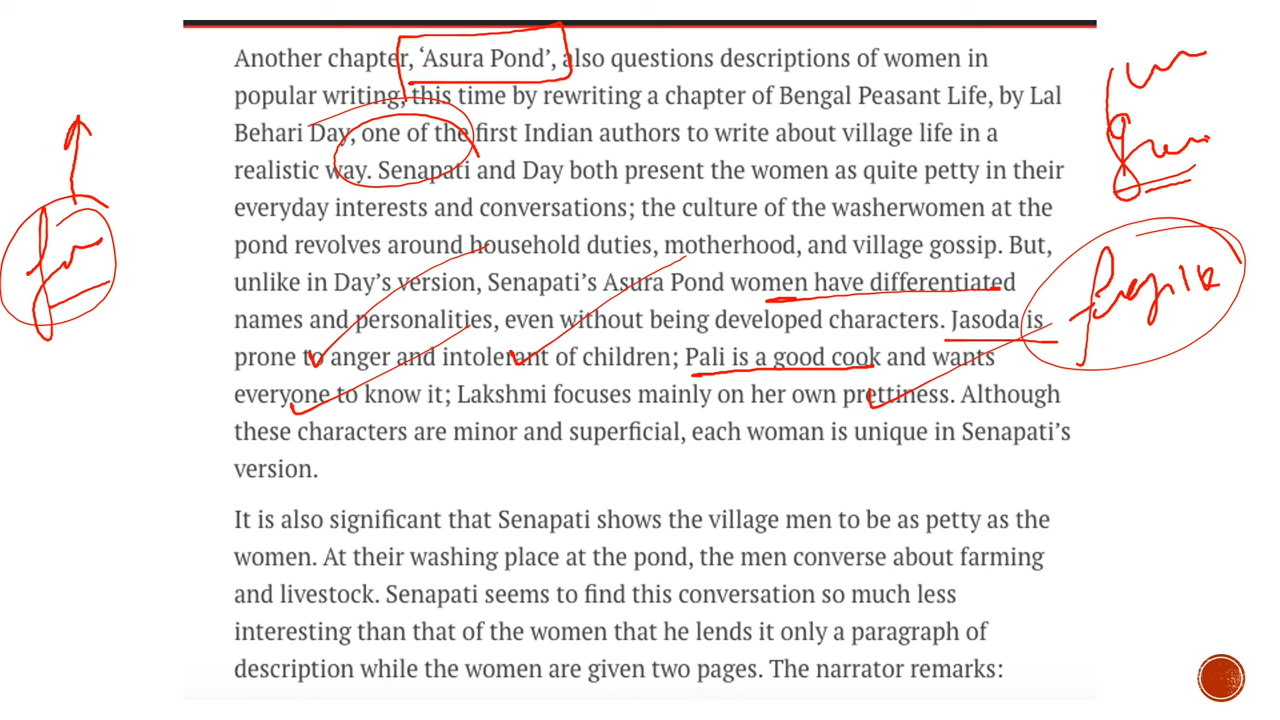 Another chapter, ‘Asura Pond’, also questions descriptions of women in
popular writing, this time by rewriting a chapter of Bengal Peasant Life, by Lal
Behari Day, one of the first Indian authors to write about village life in a
realistic way. Senapati and Day both present the women as quite petty in their
everyday interests and conversations; the culture of the washerwomen at the
pond revolves around household duties, motherhood, and village gossip. But,
unlike in Day’s version, Senapati’s Asura Pond women have differentiated
names and personalities, even without being developed characters. Jasoda is
prone to anger and intolerant of children; Pali is a good cook and wants
everyone to know it; Lakshmi focuses mainly on her own prettiness. Although
these characters are minor and superficial, each woman is unique in Senapati’s
version.
It is also significant that Senapati shows the village men to be as petty as the
women. At their washing place at the pond, the men converse about farming
and livestock. Senapati seems to find this conversation so much less
interesting than that of the women that he lends it only a paragraph of
description while the women are given two pages. The narrator remarks: